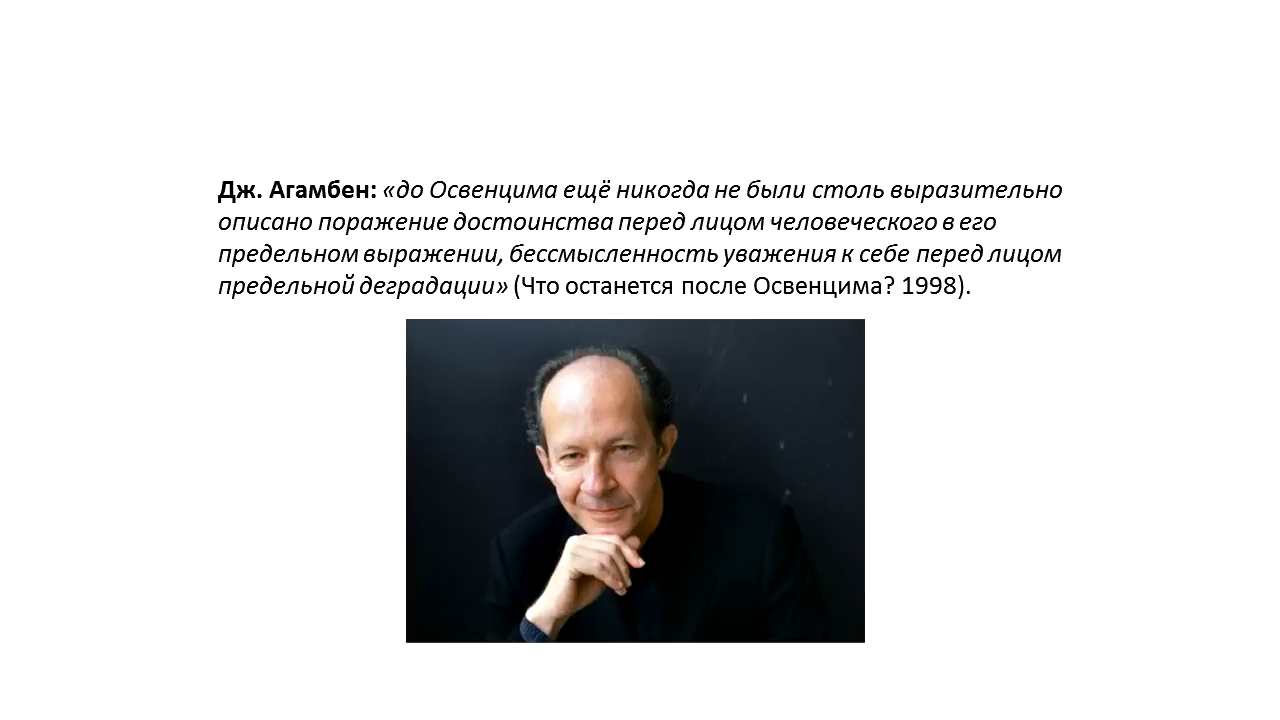 Дж. Агамбен: «до Освенцима ещё никогда не были столь выразительно
описано поражение достоинства перед лицом человеческого в его
предельном выражении, бессмысленность уважения к себе перед лицом
предельной деградации» (Что останется после Освенцима? 1998).